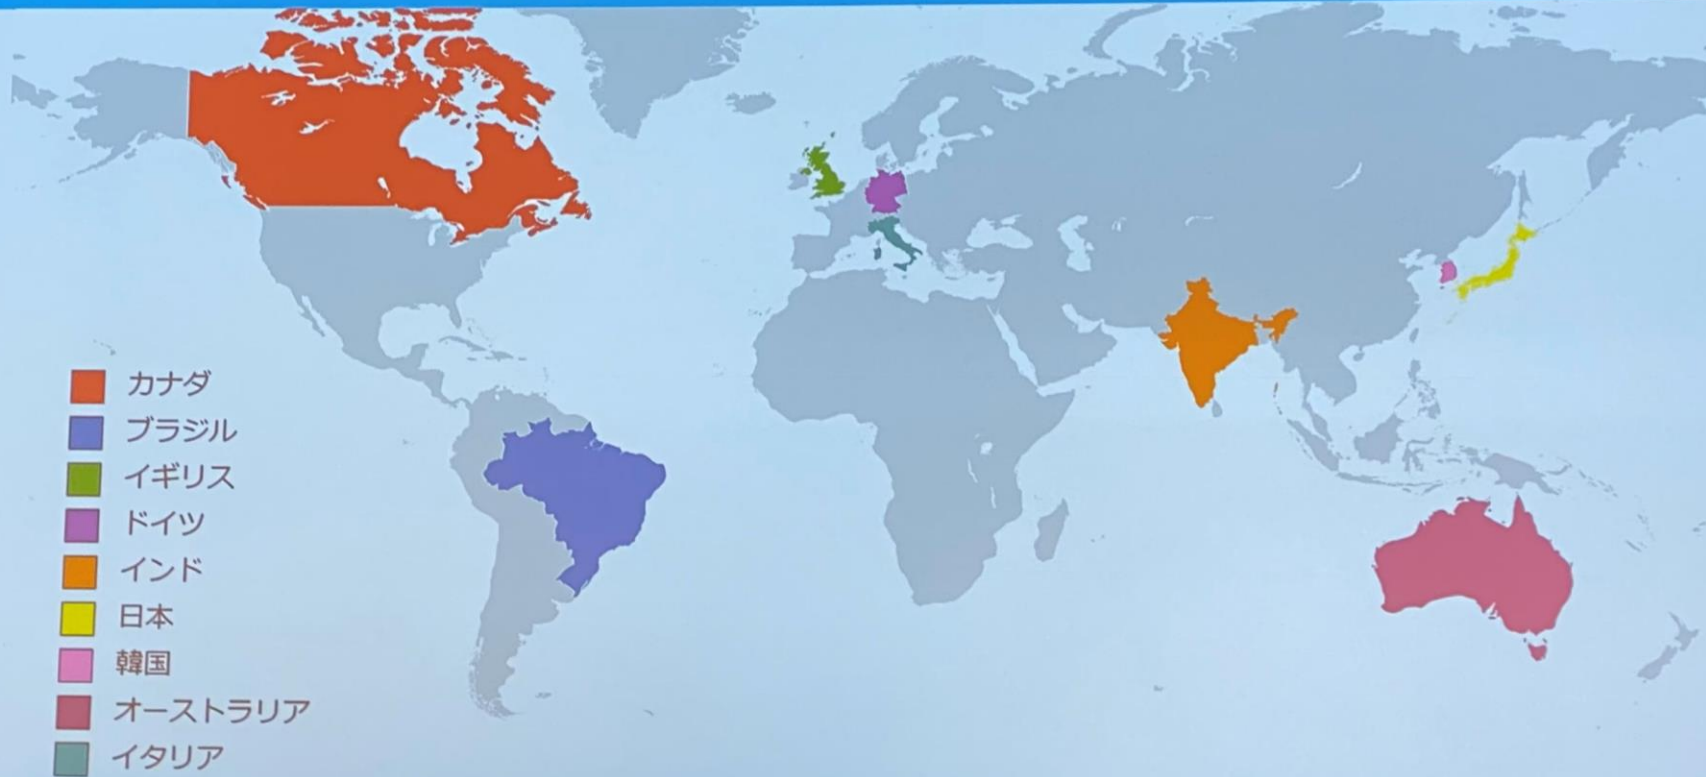 カナダ
ブラジル
イギリス
ドイツ
インド
日本
韓国
オーストラリア
イタリア